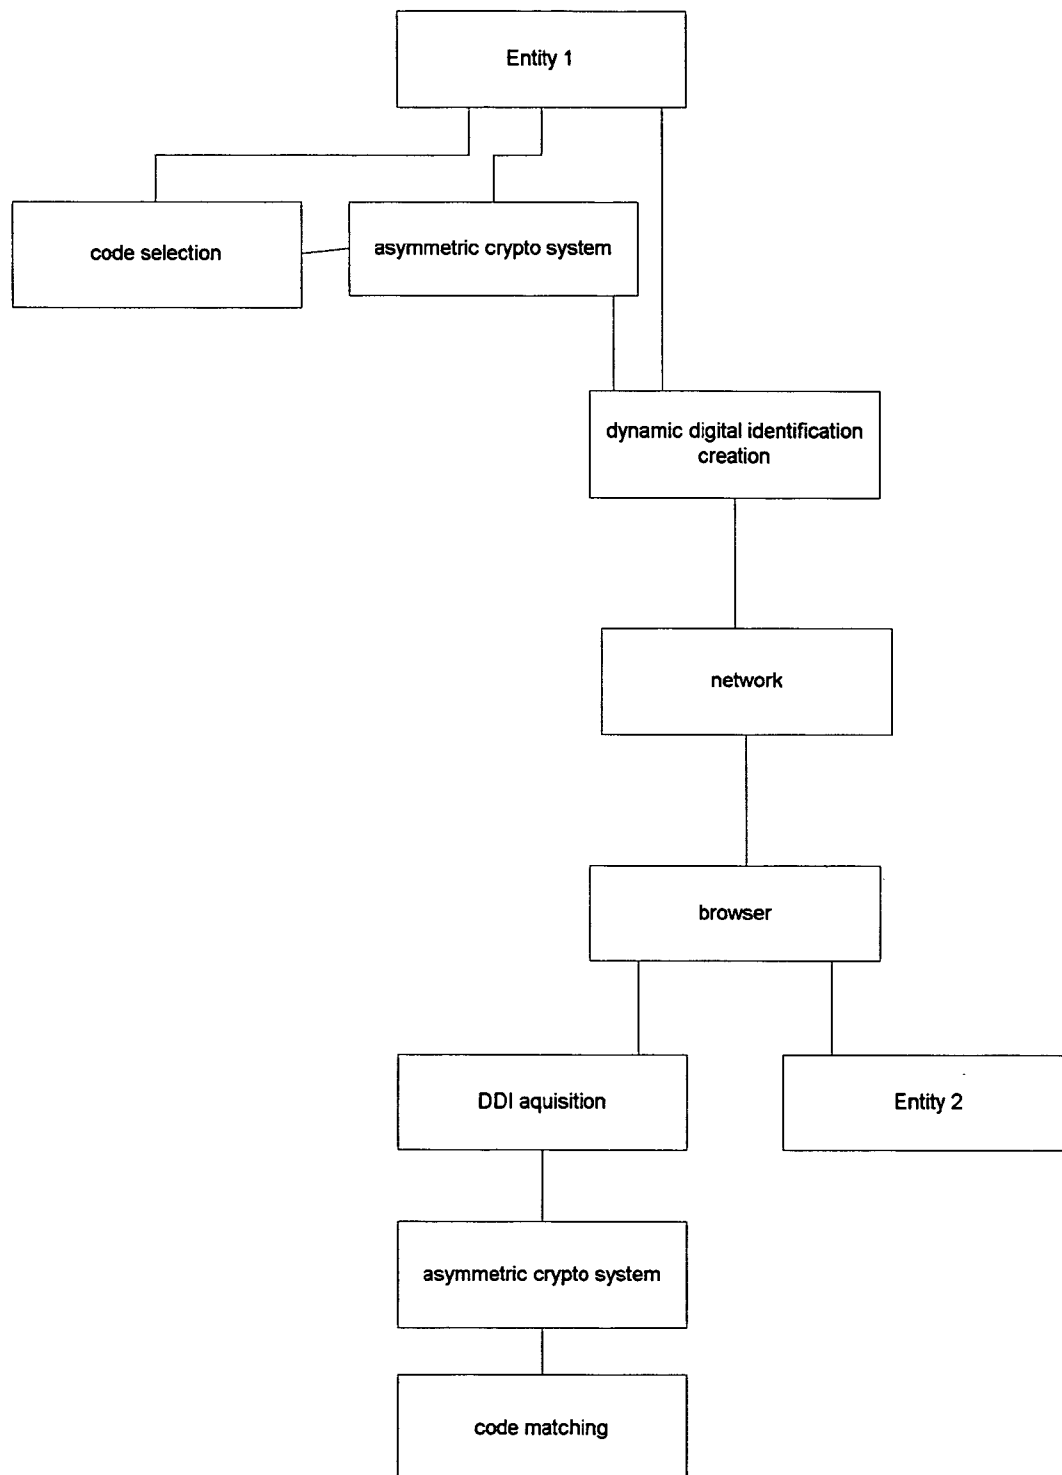 Entity 1
code selection
asymmetric crypto system
dynamic digital identification
creation
network
browser
DDI aquisition
Entity 2
asymmetric crypto system
code matching